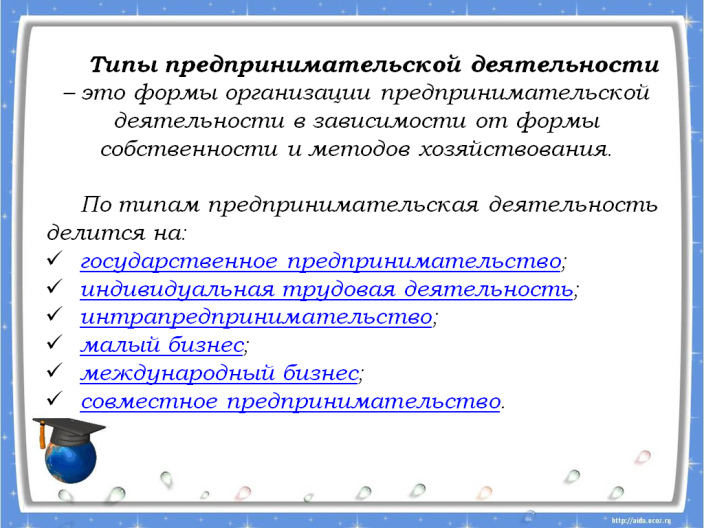 Типы предпринимательской деятельности
– это формы организации предпринимательской
деятельности в зависимости от формы
собственности и методов хозяйствования.
По типам предпринимательская деятельность
делится на:
✓ государственное предпринимательство;
✓ индивидуальная трудовая деятельность;
✓ интрапредпринимательство;
✓ малый бизнес;
✓ международный бизнес;
✓ совместное предпринимательство.
http://aida.ucoz.ru